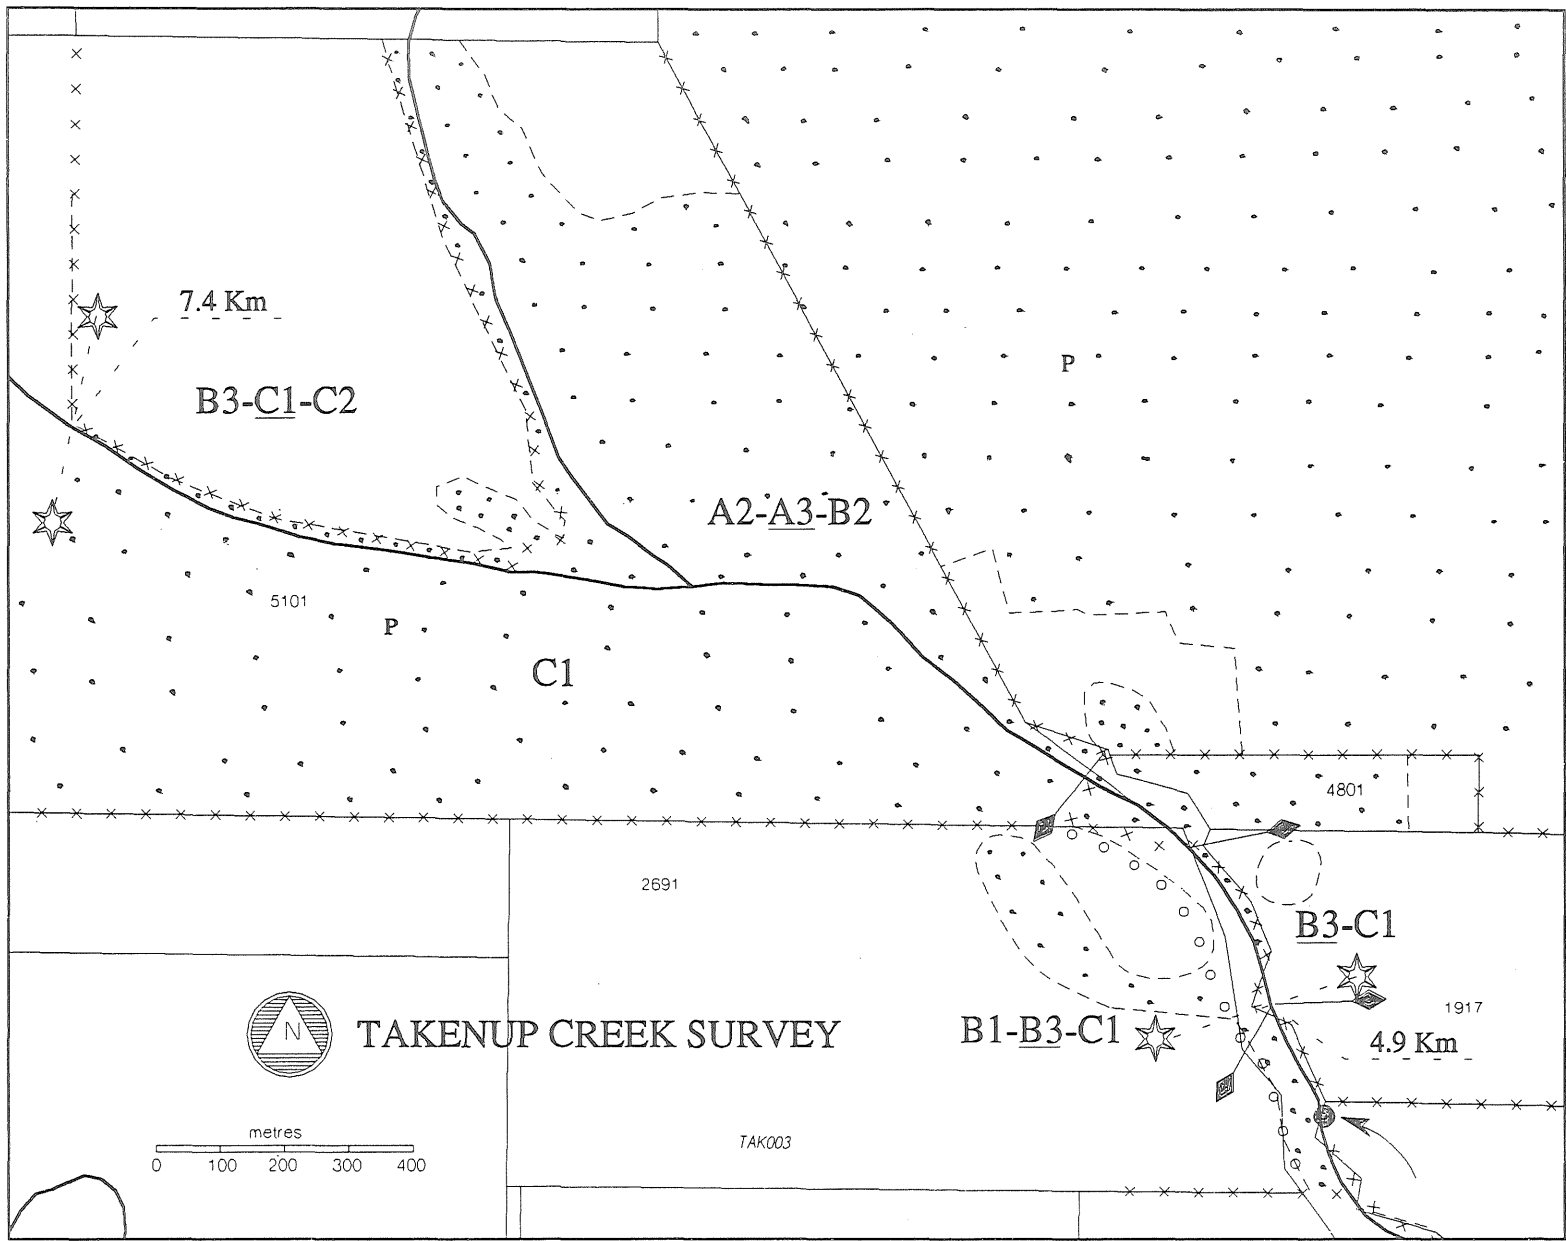 7.4 Km
P
B3-C1-C2
A2-A3-B2
5101
P
C1
4801
2691
B3-C1
1917
N
TAKENUP CREEK SURVEY
B1-B3-C1
4.9 Km
metres
TAK003
0 100 200 300 400